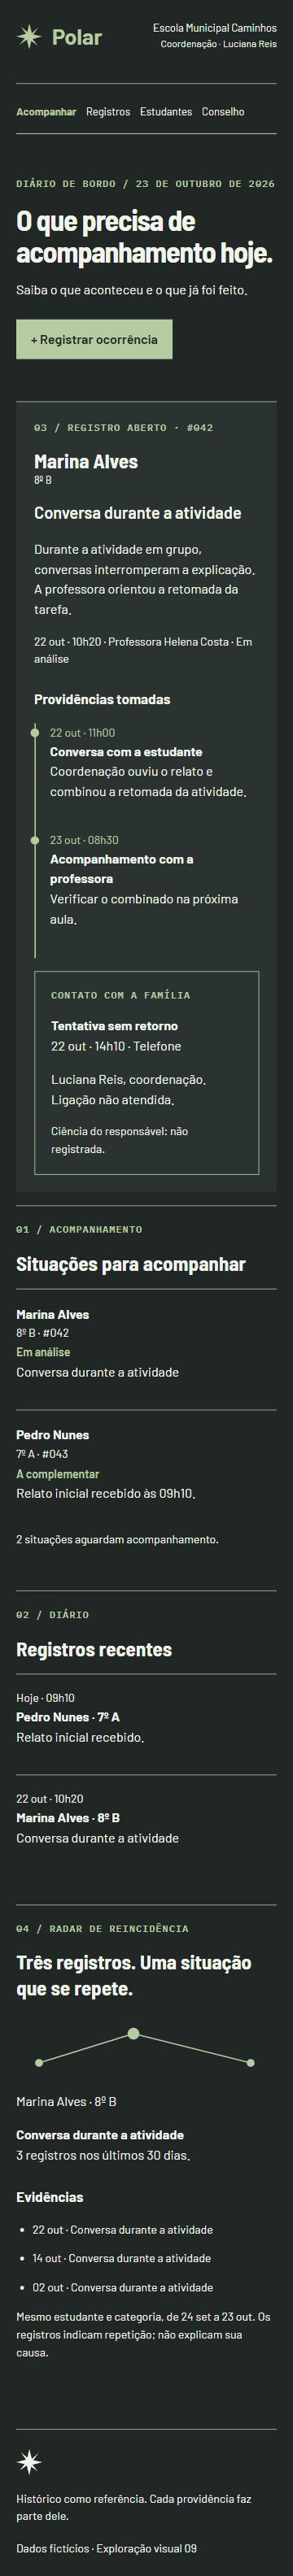 Polar
Escola Municipal Caminhos
Coordenação · Luciana Reis
Acompanhar Registros Estudantes Conselho
DIÁRIO DE BORDO / 23 DE OUTUBRO DE 2026
O que precisa de
acompanhamento hoje.
Saiba o que aconteceu e o que já foi feito.
+ Registrar ocorrência
03 / REGISTRO ABERTO · #042
Marina Alves
8º B
Conversa durante a atividade
Durante a atividade em grupo,
conversas interromperam a explicação.
A professora orientou a retomada da
tarefa.
22 out · 10h20 · Professora Helena Costa · Em
análise
Providências tomadas
22 out · 11h00
Conversa com a estudante
Coordenação ouviu o relato e
combinou a retomada da atividade.
23 out · 08h30
Acompanhamento com a
professora
Verificar o combinado na próxima
aula.
CONTATO COM A FAMÍLIA
Tentativa sem retorno
22 out · 14h10 · Telefone
Luciana Reis, coordenação.
Ligação não atendida.
Ciência do responsável: não
registrada.
01 / ACOMPANHAMENTO
Situações para acompanhar
Marina Alves
8º B · #042
Em análise
Conversa durante a atividade
Pedro Nunes
7º A · #043
A complementar
Relato inicial recebido às 09h10.
2 situações aguardam acompanhamento.
02 / DIÁRIO
Registros recentes
Hoje · 09h10
Pedro Nunes · 7º A
Relato inicial recebido.
22 out · 10h20
Marina Alves · 8º B
Conversa durante a atividade
04 / RADAR DE REINCIDÊNCIA
Três registros. Uma situação
que se repete.
Marina Alves · 8º B
Conversa durante a atividade
3 registros nos últimos 30 dias.
Evidências
• 22 out · Conversa durante a atividade
• 14 out · Conversa durante a atividade
• 02 out · Conversa durante a atividade
Mesmo estudante e categoria, de 24 set a 23 out. Os
registros indicam repetição; não explicam sua
causa.
Histórico como referência. Cada providência faz
parte dele.
Dados fictícios · Exploração visual 09